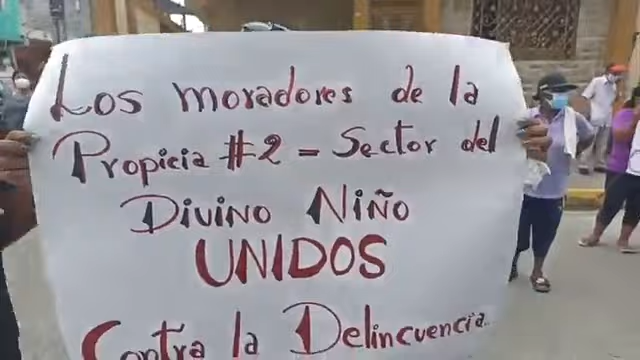 Los moradores de la
Propicia #2 = Sector del
Divino Niño
UNIDOS
Contra la Delincuencia